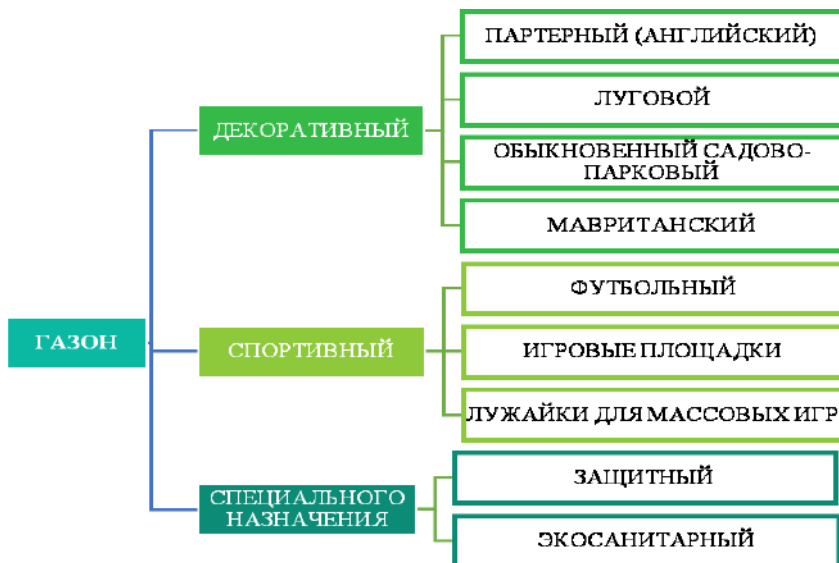 ГАЗОН
ДЕКОРАТИВНЫЙ
ПАРТЕРНЫЙ (АНГЛИЙСКИЙ)
ЛУГОВОЙ
ОБЫКНОВЕННЫЙ САДОВО-
ПАРКОВЫЙ
МАВРИТАНСКИЙ
СПОРТИВНЫЙ
ФУТБОЛЬНЫЙ
ИГРОВЫЕ ПЛОЩАДКИ
ЛУЖАЙКИ ДЛЯ МАССОВЫХ ИГР
СПЕЦИАЛЬНОГО
НАЗНАЧЕНИЯ
ЗАЩИТНЫЙ
ЭКОСАНИТАРНЫЙ